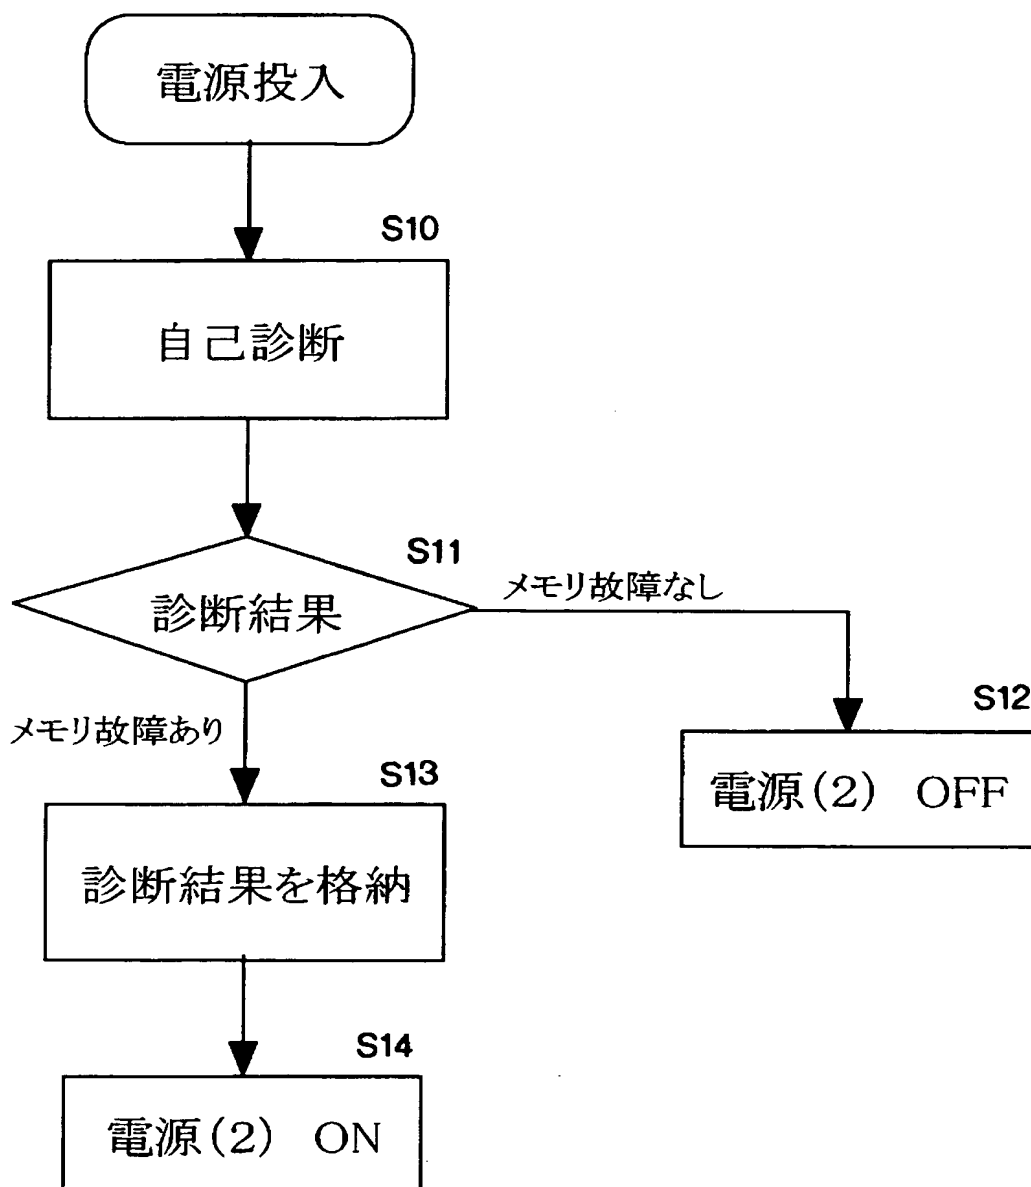 電源投入
S10
自己診断
S11
診断結果
メモリ故障なし
S12
電源(2) OFF
メモリ故障あり
S13
診断結果を格納
S14
電源(2) ON